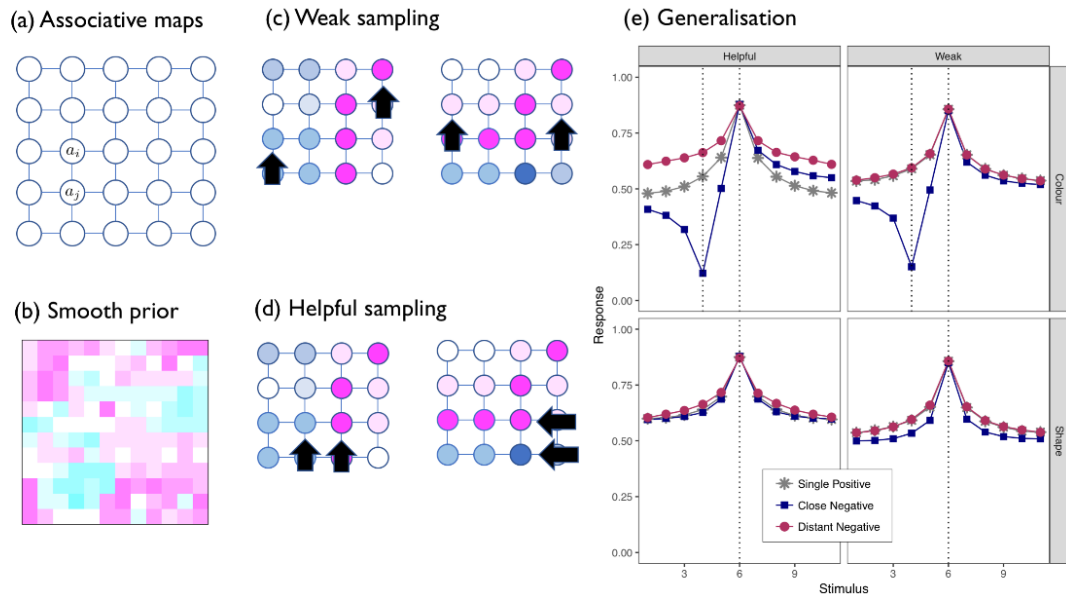 (a) Associative maps
a_i
a_j
(b) Smooth prior
(c) Weak sampling
(d) Helpful sampling
(e) Generalisation
Helpful
Weak
1.00
0.75
0.50
0.25
0.00
Colour
1.00
0.75
0.50
0.25
0.00
Shape
Response
Single Positive
Close Negative
Distant Negative
3 6 9 3 6 9
Stimulus